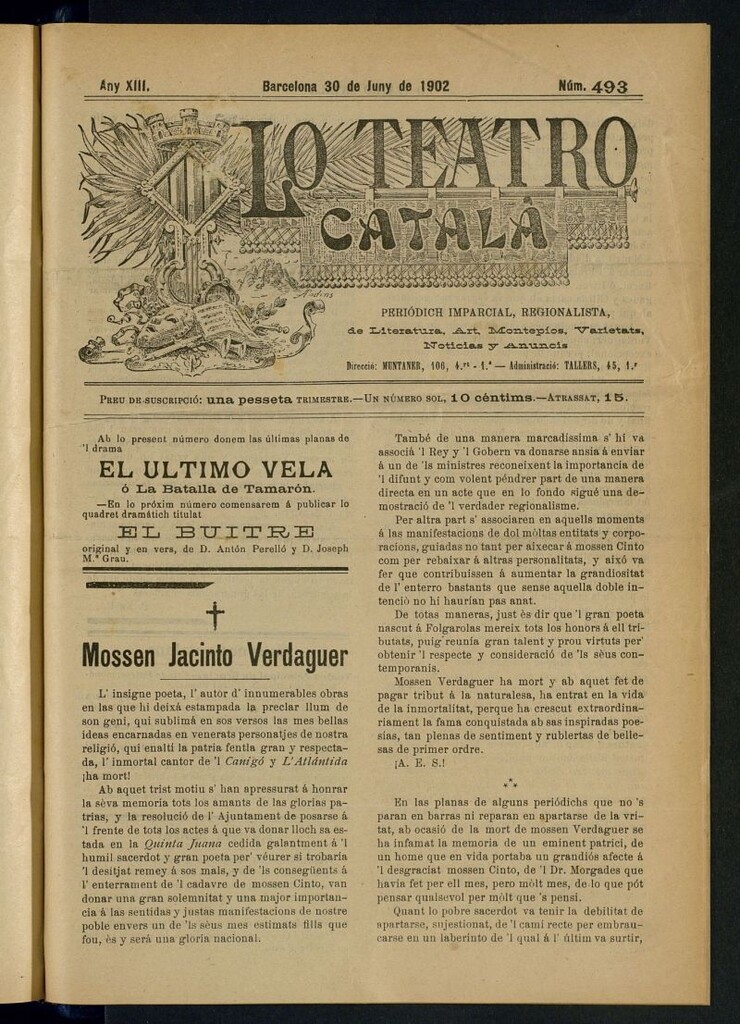 Any XIII.
Barcelona 30 de Juny de 1902
Núm. 493
LO TEATRO
CATALÁ
PERIÓDICH IMPARCIAL, REGIONALISTA,
de Literatura, Art, Montepíos, Varietats,
Noticias y Anuncis
Direcció: MUNTANER, 106, 4.rt - 1.ª — Administració: TALLERS, 45, 1.r
PREU DE SUSCRIPCIÓ: una pesseta TRIMESTRE.—UN NÚMERO SOL, 10 céntims.—ATRASSAT, 15.
Ab lo present número donem las últimas planas de
'l drama
EL ULTIMO VELA
ó La Batalla de Tamarón.
—En lo próxim número comensarem á publicar lo
quadret dramátich titulat
EL BUITRE
original y en vers, de D. Antón Perelló y D. Joseph
M.ª Grau.
Mossen Jacinto Verdaguer
L' insigne poeta, l' autor d' innumerables obras
en las que hi deixá estampada la preclar llum de
son geni, qui sublimá en sos versos las mes bellas
ideas encarnadas en venerats personatjes de nostra
religió, qui enaltí la patria fentla gran y respecta-
da, l' inmortal cantor de 'l Canigó y L'Atlántida
¡ha mort!
Ab aquet trist motiu s' han apressurat á honrar
la sèva memoria tots los amants de las glorias pa-
trias, y la resolució de l' Ajuntament de posarse á
'l frente de tots los actes á que va donar lloch sa es-
tada en la Quinta Juana cedida galantment á 'l
humil sacerdot y gran poeta per' véurer si trobaría
'l desitjat remey á sos mals, y de 'ls consegüents á
l' enterrament de 'l cadavre de mossen Cinto, van
donar una gran solemnitat y una major importan-
cia á las sentidas y justas manifestacions de nostre
poble envers un de 'ls sèus mes estimats fills que
fou, ès y será una gloria nacional.
També de una manera marcadíssima s' hi va
associá 'l Rey y 'l Gobern va donarse ansia á enviar
á un de 'ls ministres reconeixent la importancia de
'l difunt y com volent péndrer part de una manera
directa en un acte que en lo fondo sigué una de-
mostració de 'l verdader regionalisme.
Per altra part s' associaren en aquells moments
á las manifestacions de dol mòltas entitats y corpo-
racions, guiadas no tant per aixecar á mossen Cinto
com per rebaixar á altras personalitats, y aixó va
fer que contribuissen á aumentar la grandiositat
de l' enterro bastants que sense aquella doble in-
tenció no hi haurían pas anat.
De totas maneras, just ès dir que 'l gran poeta
nascut á Folgarolas mereix tots los honors á ell tri-
butats, puig reunía gran talent y prou virtuts per'
obtenir 'l respecte y consideració de 'ls sèus con-
temporanis.
Mossen Verdaguer ha mort y ab aquet fet de
pagar tribut á la naturalesa, ha entrat en la vida
de la inmortalitat, perque ha crescut extraordina-
riament la fama conquistada ab sas inspiradas poe-
sías, tan plenas de sentiment y rublertas de belle-
sas de primer ordre.
¡A. E. S.!
* * *
En las planas de alguns periódichs que no 's
paran en barras ni reparan en apartarse de la vri-
tat, ab ocasió de la mort de mossen Verdaguer se
ha infamat la memoria de un eminent patrici, de
un home que en vida portaba un grandiós afecte á
'l desgraciat mossen Cinto, de 'l Dr. Morgades que
havía fet per ell mes, pero mòlt mes, de lo que pót
pensar qualsevol per mòlt que 's pensi.
Quant lo pobre sacerdot va tenir la debilitat de
apartarse, sujestionat, de 'l camí recte per embrau-
carse en un laberinto de 'l qual á l' últim va surtir,